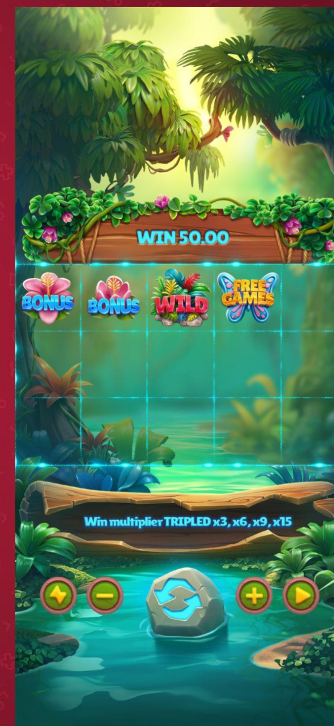 WIN 50.00
BONUS
BONUS
WILD
FREE
GAMES
Win multiplier TRIPLED x3, x6, x9, x15